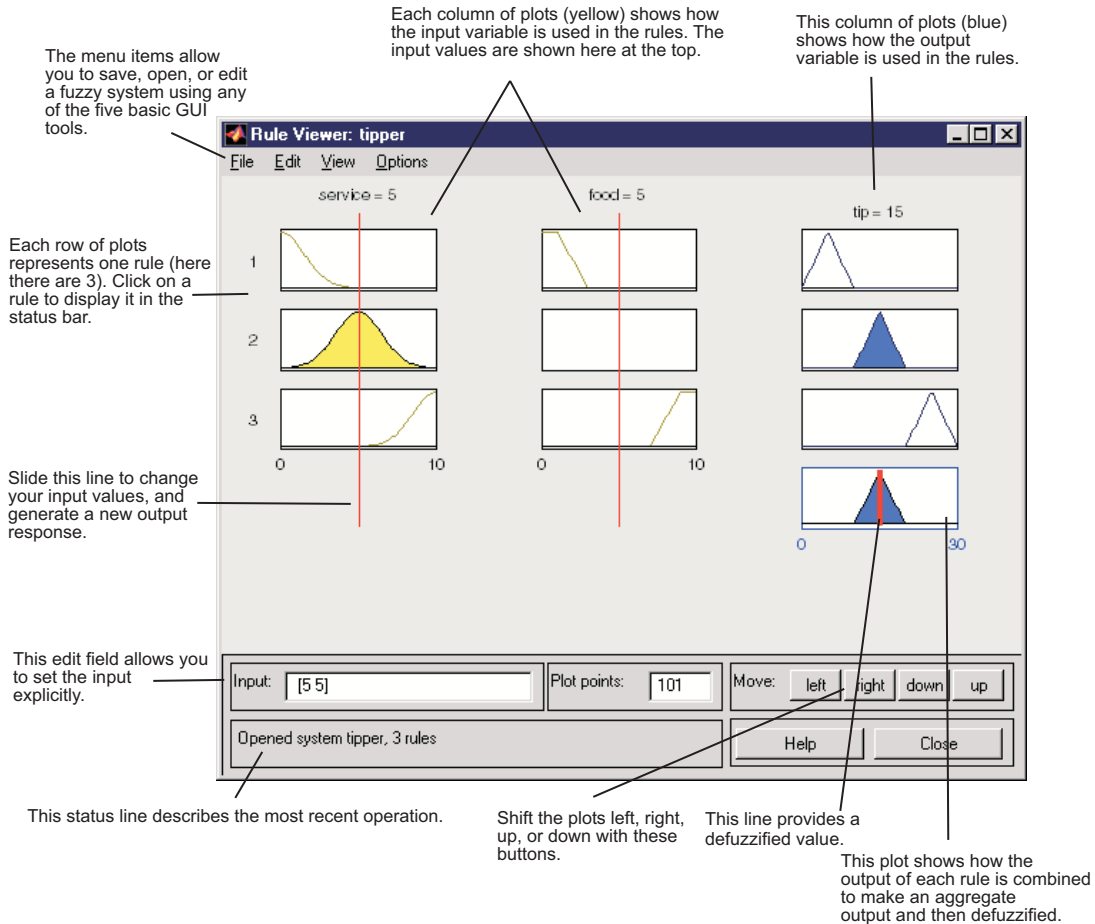 Each column of plots (yellow) shows how
the input variable is used in the rules. The
input values are shown here at the top.
This column of plots (blue)
shows how the output
variable is used in the rules.
The menu items allow
you to save, open, or edit
a fuzzy system using any
of the five basic GUI
tools.
Rule Viewer: tipper
File Edit View Options
service = 5
food = 5
tip = 15
Each row of plots
represents one rule (here
there are 3). Click on a
rule to display it in the
status bar.
1
2
3
0 10
0 10
0 30
Slide this line to change
your input values, and
generate a new output
response.
This edit field allows you
to set the input
explicitly.
Input: [5 5]
Plot points: 101
Move: left right down up
Opened system tipper, 3 rules
Help Close
This status line describes the most recent operation.
Shift the plots left, right,
up, or down with these
buttons.
This line provides a
defuzzified value.
This plot shows how the
output of each rule is combined
to make an aggregate
output and then defuzzified.